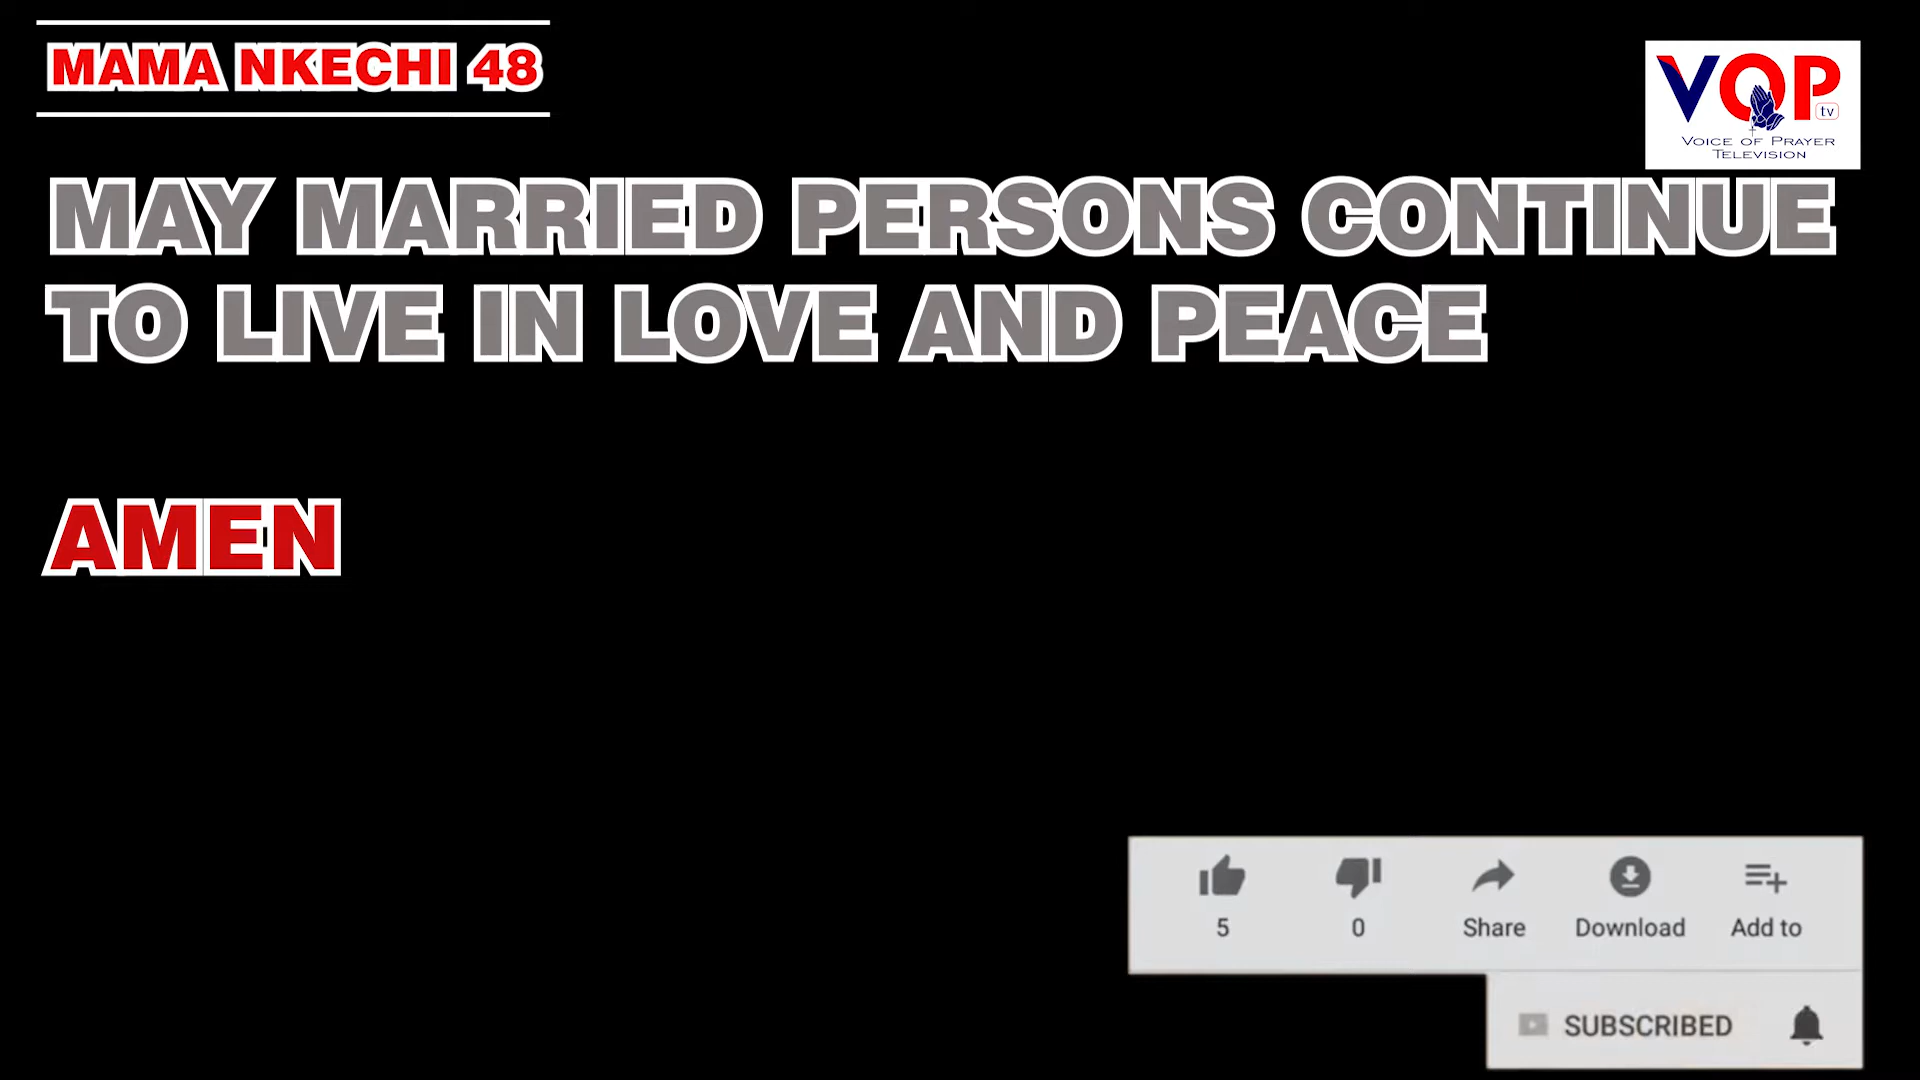 MAMA NKECHI 48
VOP
tv
VOICE OF PRAYER
TELEVISION
MAY MARRIED PERSONS CONTINUE
TO LIVE IN LOVE AND PEACE
AMEN
5 0 Share Download Add to
SUBSCRIBED